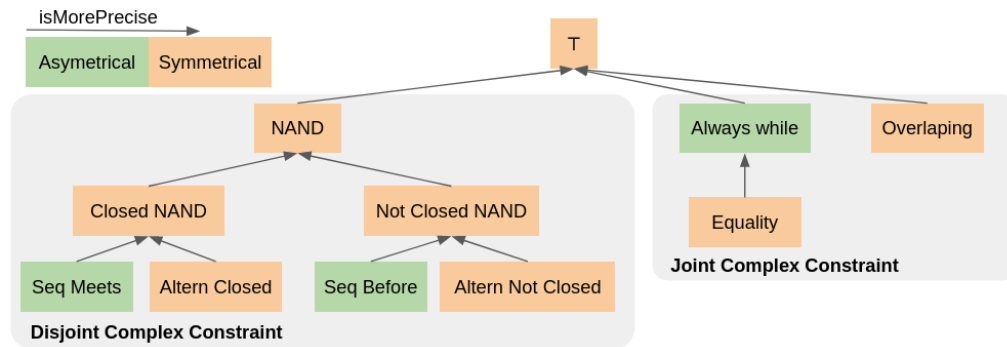 isMorePrecise
Asymetrical
Symmetrical
⊤
NAND
Always while
Overlaping
Closed NAND
Not Closed NAND
Equality
Seq Meets
Altern Closed
Seq Before
Altern Not Closed
Joint Complex Constraint
Disjoint Complex Constraint